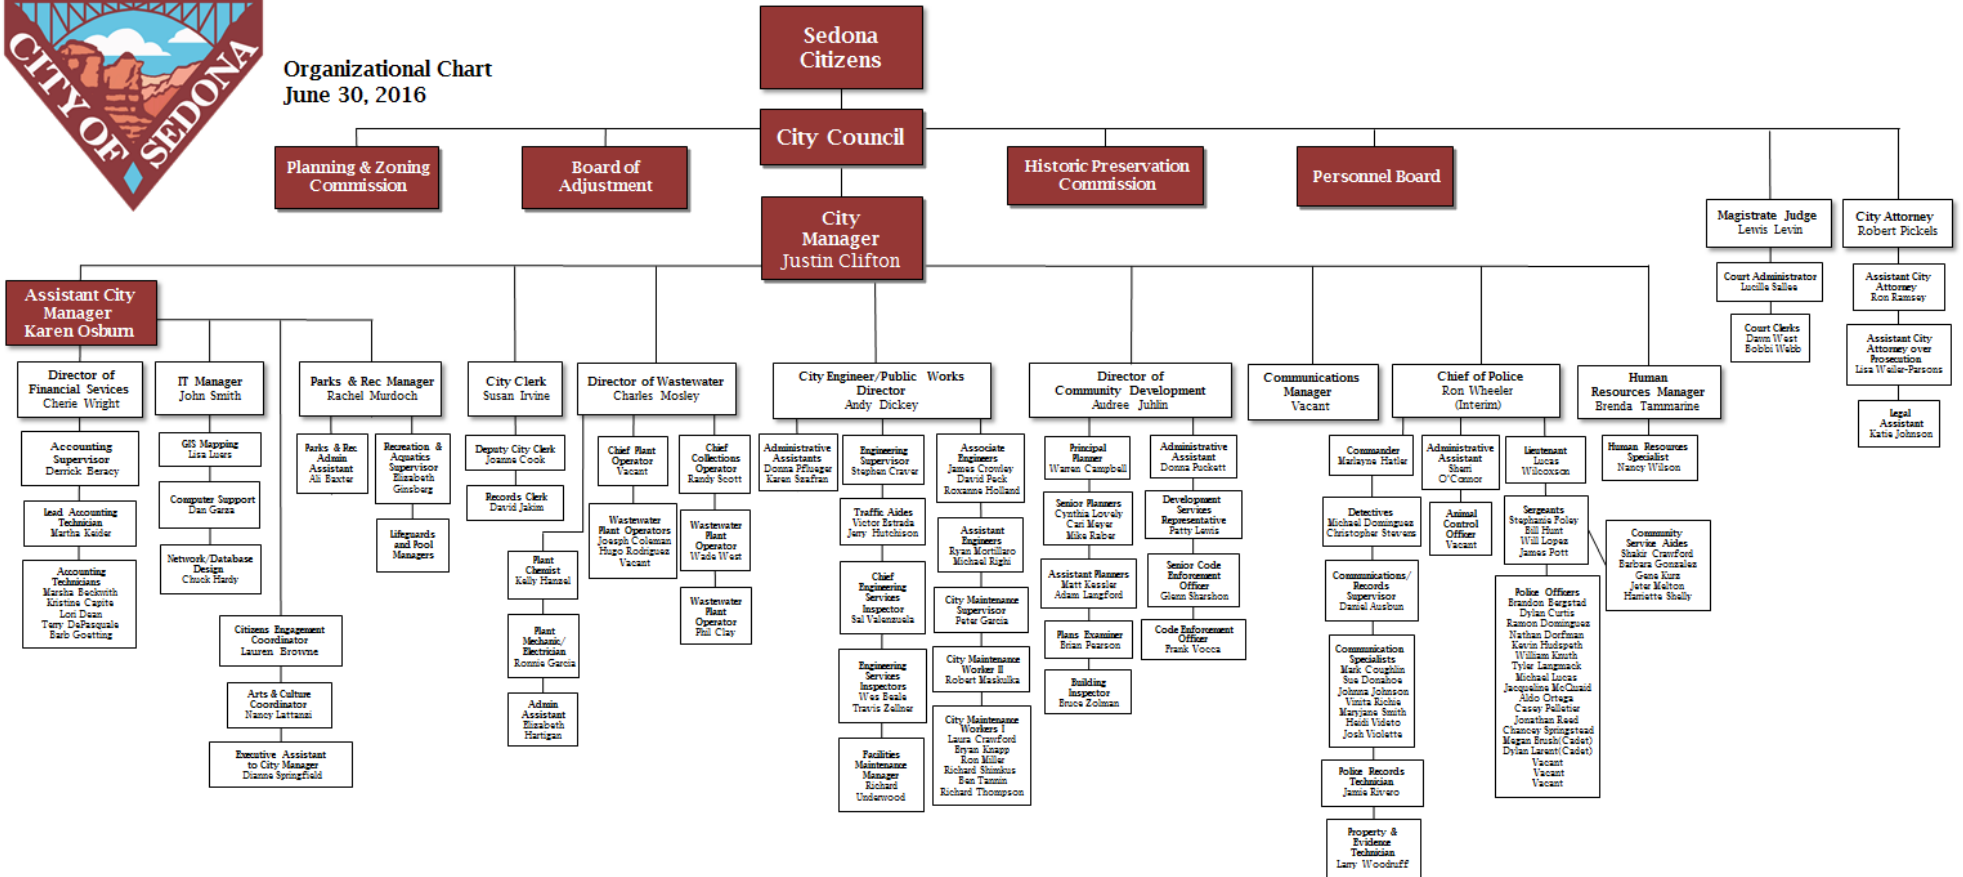 CITY OF SEDONA
Organizational Chart
June 30, 2016
Sedona
Citizens
City Council
Planning & Zoning
Commission
Board of
Adjustment
Historic Preservation
Commission
Personnel Board
City
Manager
Justin Clifton
Magistrate Judge
Lewis Levin
City Attorney
Robert Pickels
Court Administrator
Lucille Sallee
Court Clerks
Dawn West
Bobbi Webb
Assistant City
Attorney
Ron Ramsey
Assistant City
Attorney over
Prosecution
Lisa Weiler-Parsons
Legal
Assistant
Katie Johnson
Assistant City
Manager
Karen Osburn
Director of
Financial Sevices
Cherie Wright
Accounting
Supervisor
Derrick Beracy
Lead Accounting
Technician
Martha Keider
Accounting
Technicians
Marsha Beckwith
Kristine Capite
Lori Dean
Terry DePasquale
Barb Goetting
IT Manager
John Smith
GIS Mapping
Lisa Luers
Computer Support
Dan Garza
Network/Database
Design
Chuck Hardy
Citizens Engagement
Coordinator
Lauren Browne
Arts & Culture
Coordinator
Nancy Lattanzi
Executive Assistant
to City Manager
Dianne Springfield
Parks & Rec Manager
Rachel Murdoch
Parks & Rec
Admin
Assistant
Ali Baxter
Recreation &
Aquatics
Supervisor
Elizabeth
Ginsberg
Lifeguards
and Pool
Managers
City Clerk
Susan Irvine
Deputy City Clerk
Joanne Cook
Records Clerk
David Jakim
Director of Wastewater
Charles Mosley
Plant
Chemist
Kelly Hanzel
Plant
Mechanic/
Electrician
Ronnie Garcia
Admin
Assistant
Elizabeth
Hartigan
Chief Plant
Operator
Vacant
Wastewater
Plant Operators
Joesph Coleman
Hugo Rodriguez
Vacant
Chief
Collections
Operator
Randy Scott
Wastewater
Plant
Operator
Wade West
Wastewater
Plant
Operator
Phil Clay
City Engineer/Public Works
Director
Andy Dickey
Administrative
Assistants
Donna Pflueger
Karen Szafran
Engineering
Supervisor
Stephen Craver
Traffic Aides
Victor Estrada
Jerry Hutchison
Chief
Engineering
Services
Inspector
Sal Valenzuela
Engineering
Services
Inspectors
Wes Beale
Travis Zellner
Facilities
Maintenance
Manager
Richard
Underwood
Associate
Engineers
James Crowley
David Peck
Roxanne Holland
Assistant
Engineers
Ryan Mortillaro
Michael Righi
City Maintenance
Supervisor
Peter Garcia
City Maintenance
Worker II
Robert Maskulka
City Maintenance
Workers I
Laura Crawford
Bryan Knapp
Ron Miller
Richard Shimkus
Ben Tannin
Richard Thompson
Director of
Community Development
Audree Juhlin
Principal
Planner
Warren Campbell
Senior Planners
Cynthia Lovely
Cari Meyer
Mike Raber
Assistant Planners
Matt Kessler
Adam Langford
Plans Examiner
Brian Pearson
Building
Inspector
Bruce Zolman
Administrative
Assistant
Donna Puckett
Development
Services
Representative
Patty Lewis
Senior Code
Enforcement
Officer
Glenn Sharshon
Code Enforcement
Officer
Frank Vocca
Communications
Manager
Vacant
Chief of Police
Ron Wheeler
(Interim)
Commander
Marlayne Hatler
Detectives
Michael Dominguez
Christopher Stevens
Communications/
Records
Supervisor
Daniel Ausbun
Communication
Specialists
Mark Coughlin
Sue Donahoe
Johnna Johnson
Vinita Richie
Maryjane Smith
Heidi Videto
Josh Violette
Police Records
Technician
Jamie Rivero
Property &
Evidence
Technician
Larry Woodruff
Administrative
Assistant
Sherri
O'Connor
Animal
Control
Officer
Vacant
Lieutenant
Lucas
Wilcoxson
Sergeants
Stephanie Foley
Bill Hunt
Will Lopez
James Pott
Police Officers
Brandon Bergstad
Dylan Curtis
Ramon Dominguez
Nathan Dorfman
Kevin Hudspeth
William Knuth
Tyler Langmack
Michael Lucas
Jacqueline McQuaid
Aldo Ortega
Casey Pelletier
Jonathan Reed
Chancey Springstead
Megan Brush(Cadet)
Dylan Larent(Cadet)
Vacant
Vacant
Vacant
Community
Service Aides
Shakir Crawford
Barbara Gonzalez
Gene Kurz
Jeter Melton
Harriette Shelly
Human
Resources Manager
Brenda Tammarine
Human Resources
Specialist
Nancy Wilson